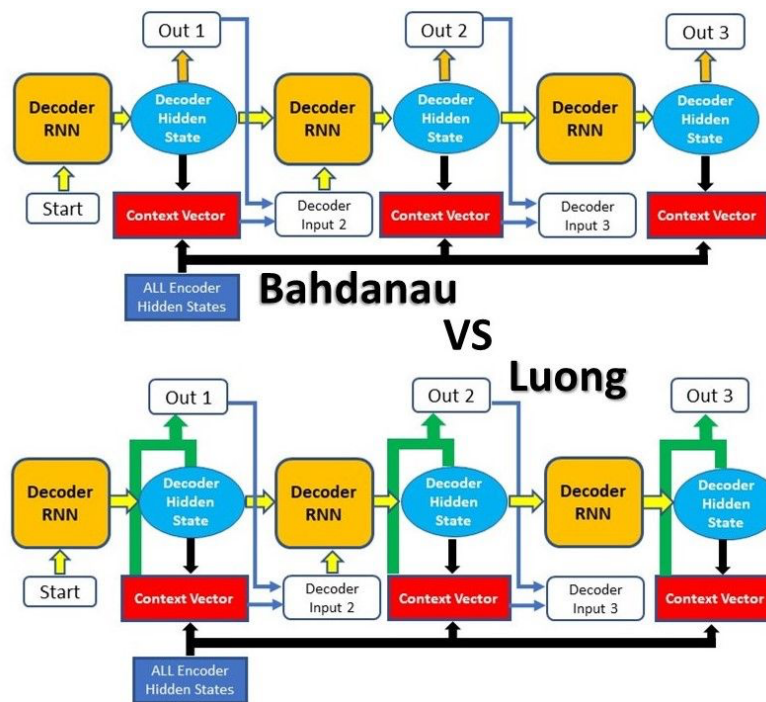 Out 1
Out 2
Out 3
Decoder
RNN
Decoder
Hidden
State
Decoder
RNN
Decoder
Hidden
State
Decoder
RNN
Decoder
Hidden
State
Start
Context Vector
Decoder
Input 2
Context Vector
Decoder
Input 3
Context Vector
ALL Encoder
Hidden States
Bahdanau
VS
Luong
Out 1
Out 2
Out 3
Decoder
RNN
Decoder
Hidden
State
Decoder
RNN
Decoder
Hidden
State
Decoder
RNN
Decoder
Hidden
State
Start
Context Vector
Decoder
Input 2
Context Vector
Decoder
Input 3
Context Vector
ALL Encoder
Hidden States